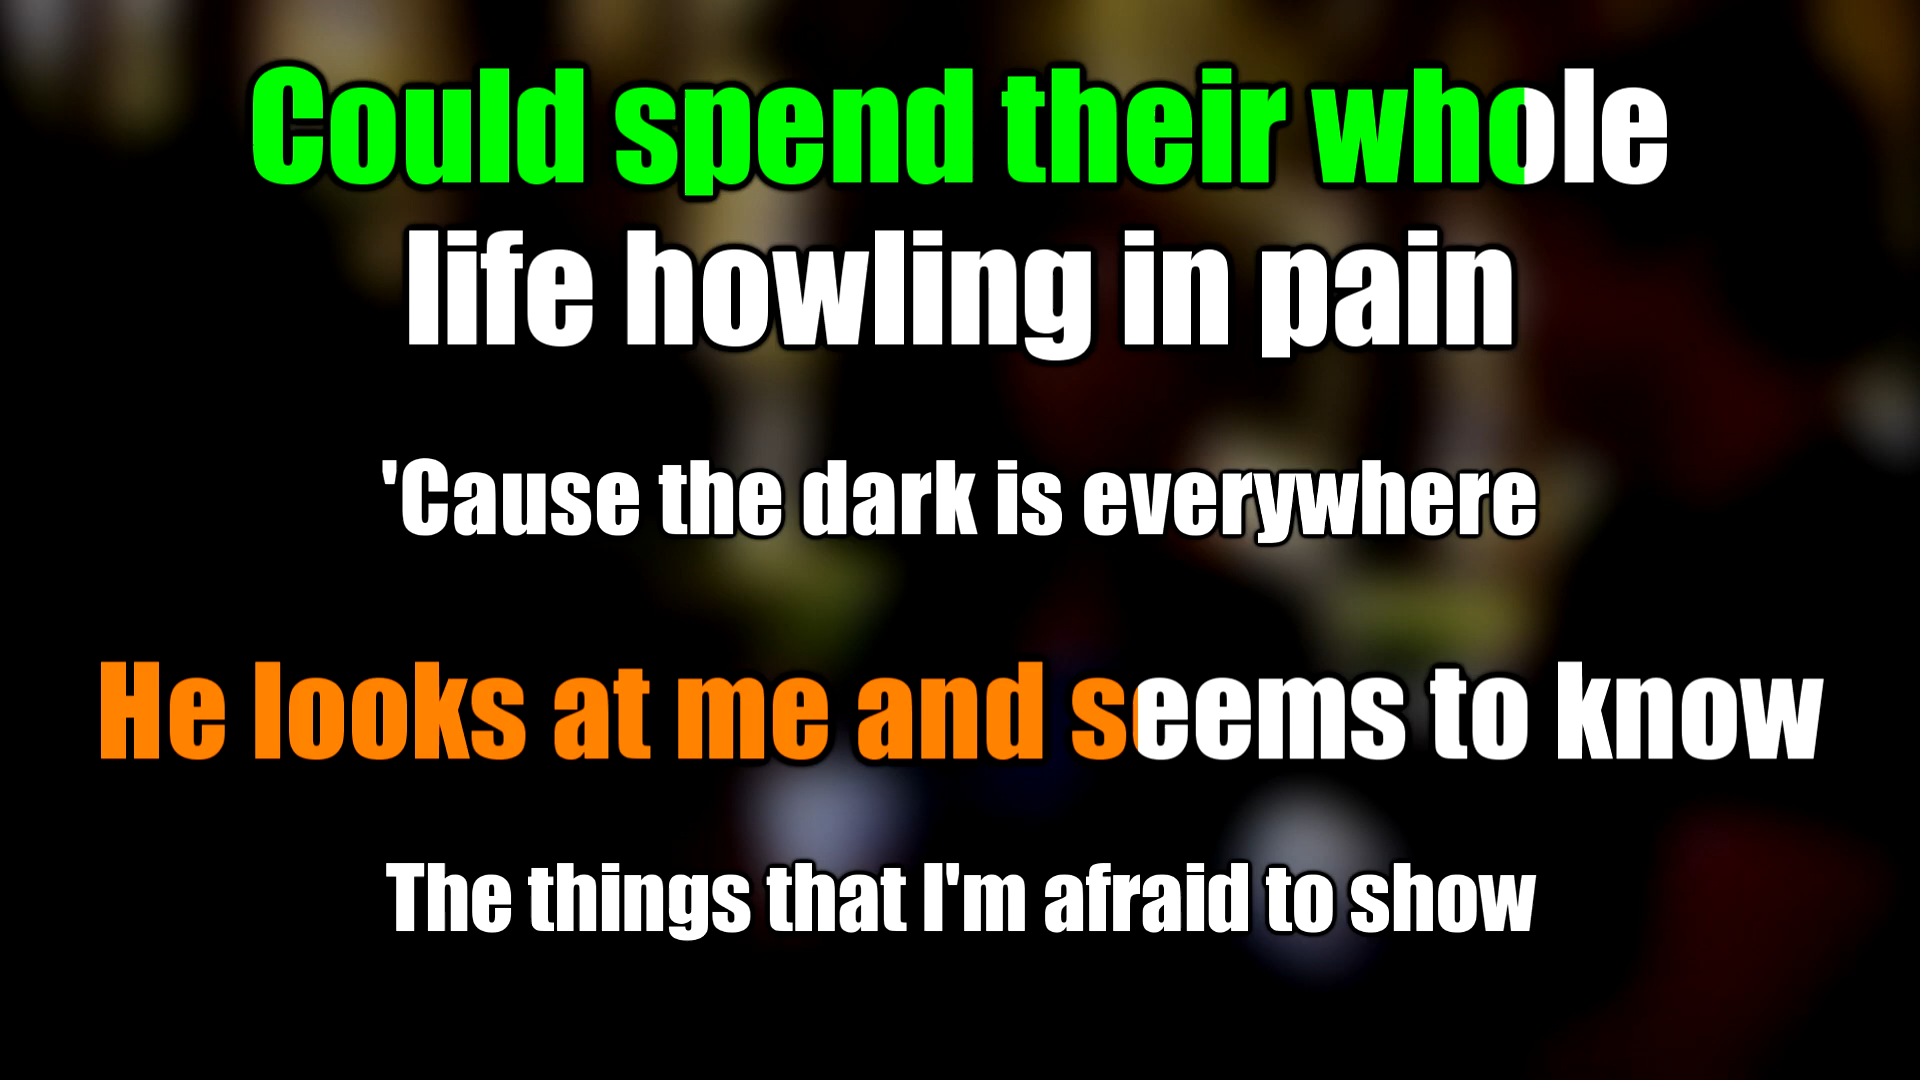 Could spend their whole
life howling in pain
'Cause the dark is everywhere
He looks at me and seems to know
The things that I'm afraid to show